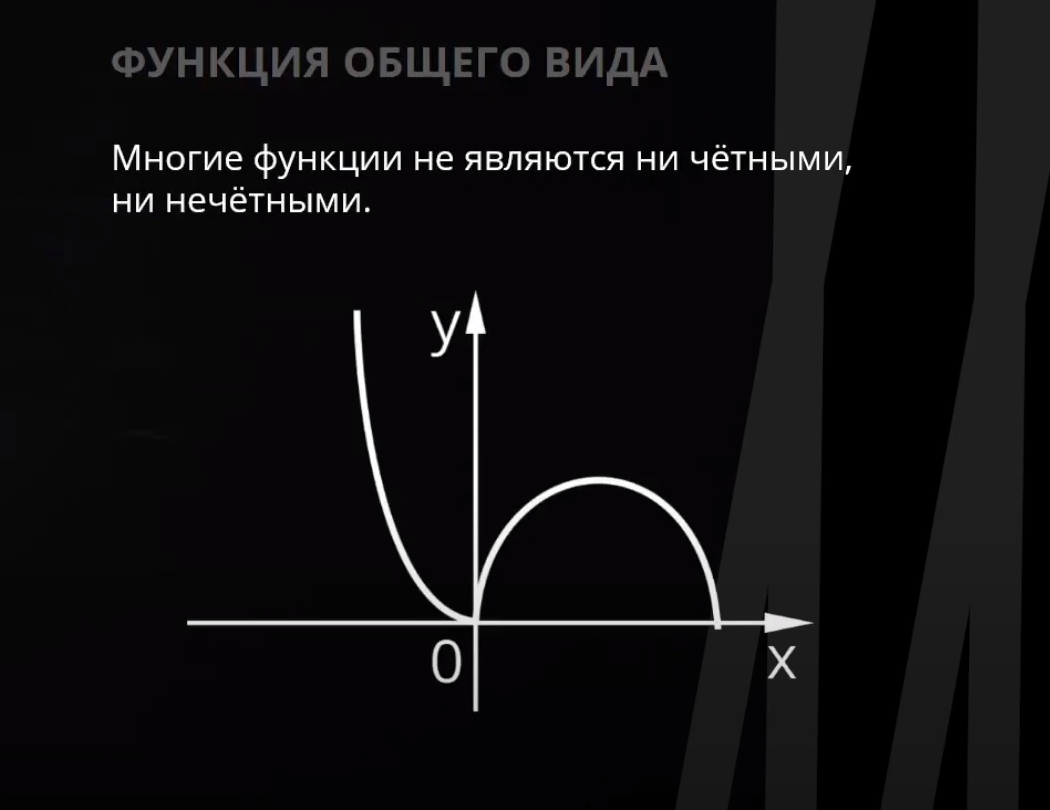 ФУНКЦИЯ ОБЩЕГО ВИДА
Многие функции не являются ни чётными,
ни нечётными.
y
0
x